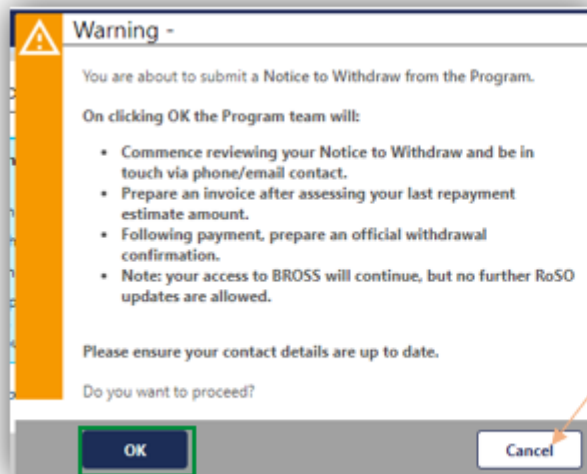 Warning -
You are about to submit a Notice to Withdraw from the Program.
On clicking OK the Program team will:
• Commence reviewing your Notice to Withdraw and be in
touch via phone/email contact.
• Prepare an invoice after assessing your last repayment
estimate amount.
• Following payment, prepare an official withdrawal
confirmation.
• Note: your access to BROSS will continue, but no further RoSO
updates are allowed.
Please ensure your contact details are up to date.
Do you want to proceed?
OK
Cancel